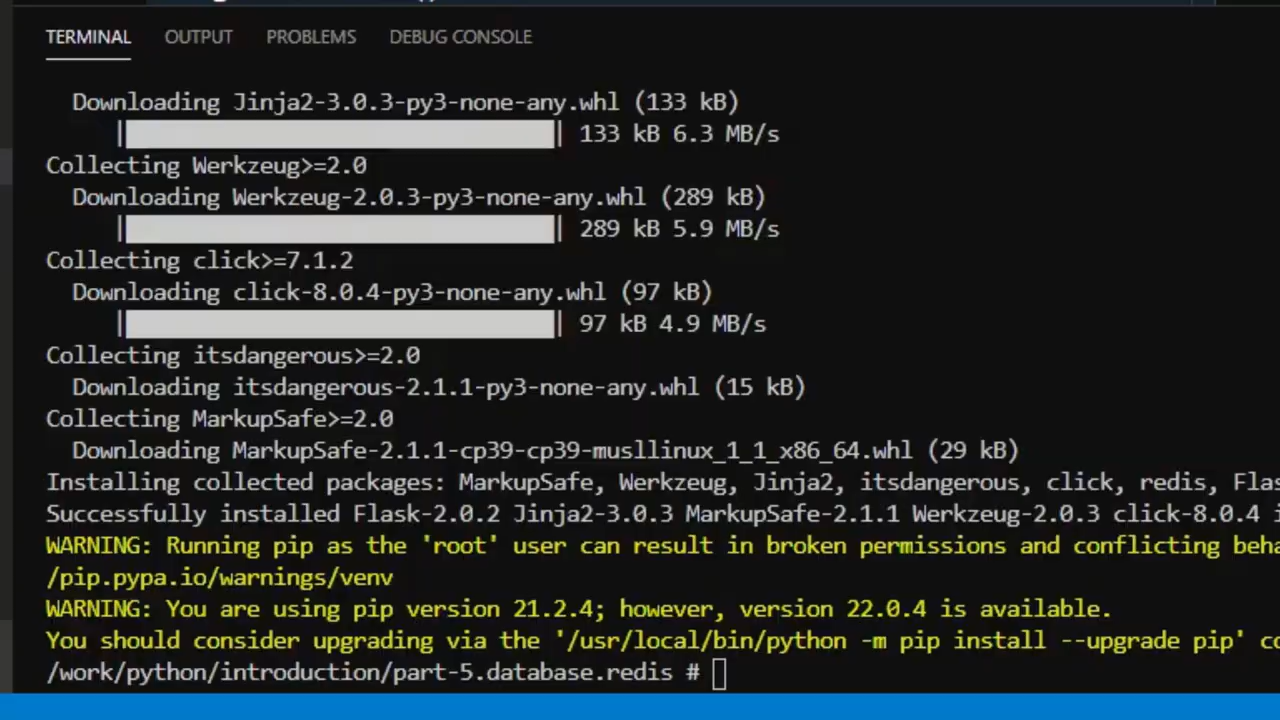 TERMINAL OUTPUT PROBLEMS DEBUG CONSOLE
Downloading Jinja2-3.0.3-py3-none-any.whl (133 kB)
|████████████████████████████████| 133 kB 6.3 MB/s
Collecting Werkzeug>=2.0
Downloading Werkzeug-2.0.3-py3-none-any.whl (289 kB)
|████████████████████████████████| 289 kB 5.9 MB/s
Collecting click>=7.1.2
Downloading click-8.0.4-py3-none-any.whl (97 kB)
|████████████████████████████████| 97 kB 4.9 MB/s
Collecting itsdangerous>=2.0
Downloading itsdangerous-2.1.1-py3-none-any.whl (15 kB)
Collecting MarkupSafe>=2.0
Downloading MarkupSafe-2.1.1-cp39-cp39-musllinux_1_1_x86_64.whl (29 kB)
Installing collected packages: MarkupSafe, Werkzeug, Jinja2, itsdangerous, click, redis, Flas
Successfully installed Flask-2.0.2 Jinja2-3.0.3 MarkupSafe-2.1.1 Werkzeug-2.0.3 click-8.0.4
WARNING: Running pip as the 'root' user can result in broken permissions and conflicting beha
/pip.pypa.io/warnings/venv
WARNING: You are using pip version 21.2.4; however, version 22.0.4 is available.
You should consider upgrading via the '/usr/local/bin/python -m pip install --upgrade pip' co
/work/python/introduction/part-5.database.redis #